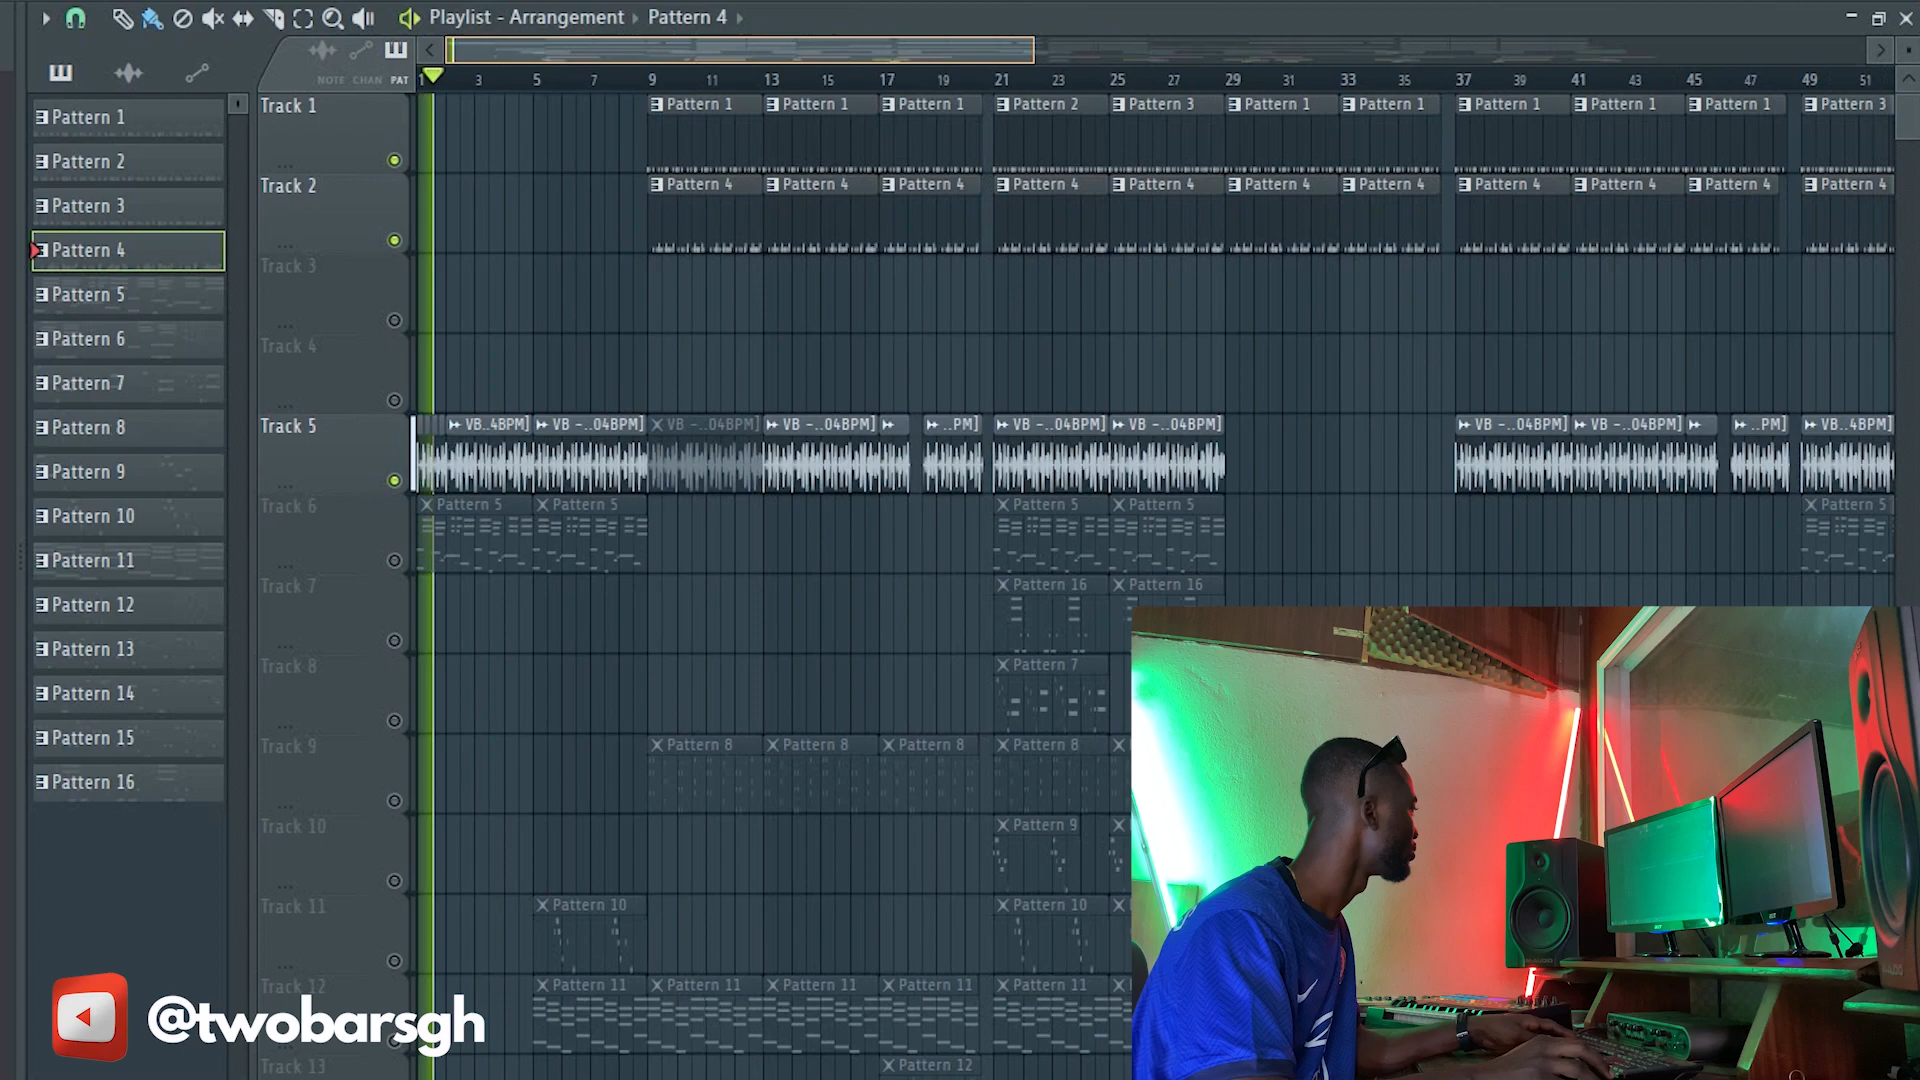 Playlist - Arrangement Pattern 4
NOTE CHAN PAT
1 3 5 7 9 11 13 15 17 19 21 23 25 27 29 31 33 35 37 39 41 43 45 47 49 51
Pattern 1
Pattern 2
Pattern 3
Pattern 4
Pattern 5
Pattern 6
Pattern 7
Pattern 8
Pattern 9
Pattern 10
Pattern 11
Pattern 12
Pattern 13
Pattern 14
Pattern 15
Pattern 16
Track 1 Pattern 1 Pattern 1 Pattern 1 Pattern 2 Pattern 3 Pattern 1 Pattern 1 Pattern 1 Pattern 1 Pattern 1 Pattern 3
Track 2 Pattern 4 Pattern 4 Pattern 4 Pattern 4 Pattern 4 Pattern 4 Pattern 4 Pattern 4 Pattern 4 Pattern 4 Pattern 4
Track 3
Track 4
Track 5 VB..4BPM] VB -..04BPM] VB -..04BPM] VB -..04BPM] ..PM] VB -..04BPM] VB -..04BPM] VB -..04BPM] VB -..04BPM] ..PM] VB..4BPM]
Track 6 Pattern 5 Pattern 5 Pattern 5 Pattern 5 Pattern 5
Track 7 Pattern 16 Pattern 16
Track 8 Pattern 7
Track 9 Pattern 8 Pattern 8 Pattern 8 Pattern 8
Track 10 Pattern 9
Track 11 Pattern 10 Pattern 10
Track 12 Pattern 11 Pattern 11 Pattern 11 Pattern 11 Pattern 11
Track 13 Pattern 12
@twobarsgh